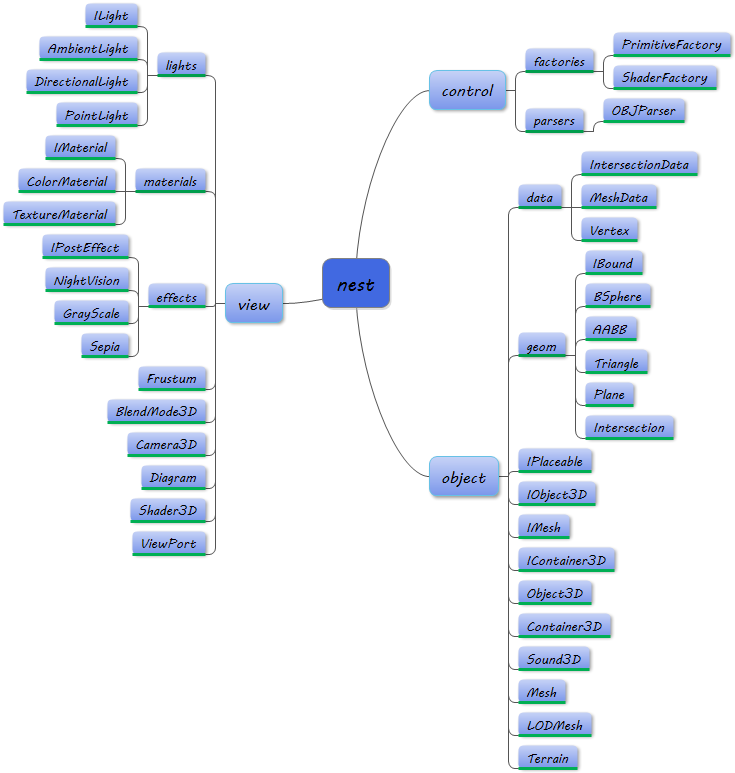 nest
view
lights
ILight
AmbientLight
DirectionalLight
PointLight
materials
IMaterial
ColorMaterial
TextureMaterial
effects
IPostEffect
NightVision
GrayScale
Sepia
Frustum
BlendMode3D
Camera3D
Diagram
Shader3D
ViewPort
control
factories
PrimitiveFactory
ShaderFactory
parsers
OBJParser
object
data
IntersectionData
MeshData
Vertex
geom
IBound
BSphere
AABB
Triangle
Plane
Intersection
IPlaceable
IObject3D
IMesh
IContainer3D
Object3D
Container3D
Sound3D
Mesh
LODMesh
Terrain